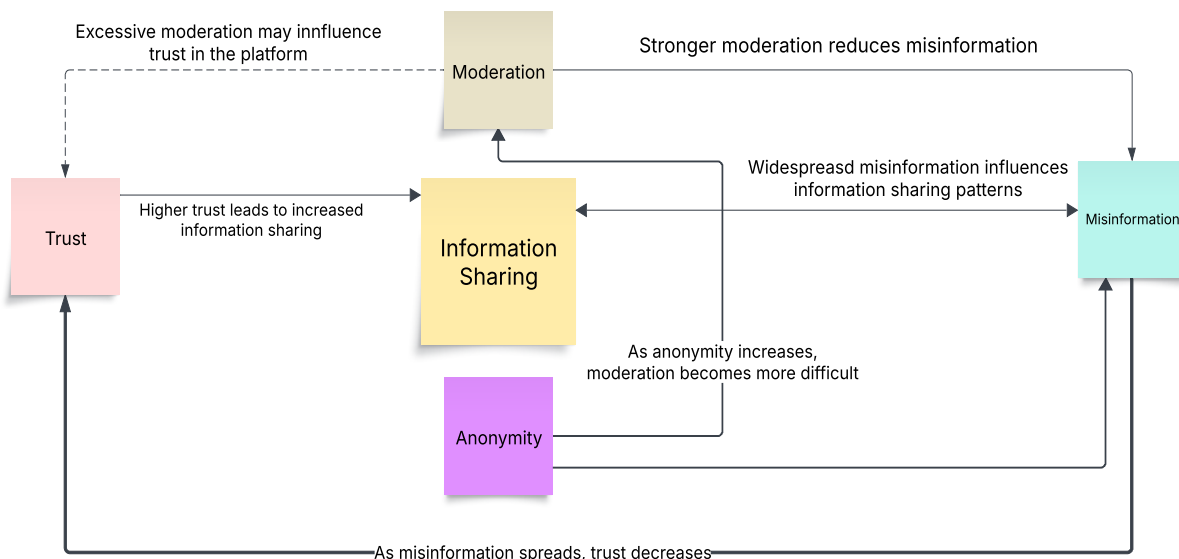 Excessive moderation may innfluence
trust in the platform
Moderation
Stronger moderation reduces misinformation
Widespreasd misinformation influences
information sharing patterns
Trust
Higher trust leads to increased
information sharing
Information
Sharing
Misinformation
As anonymity increases,
moderation becomes more difficult
Anonymity
As misinformation spreads, trust decreases